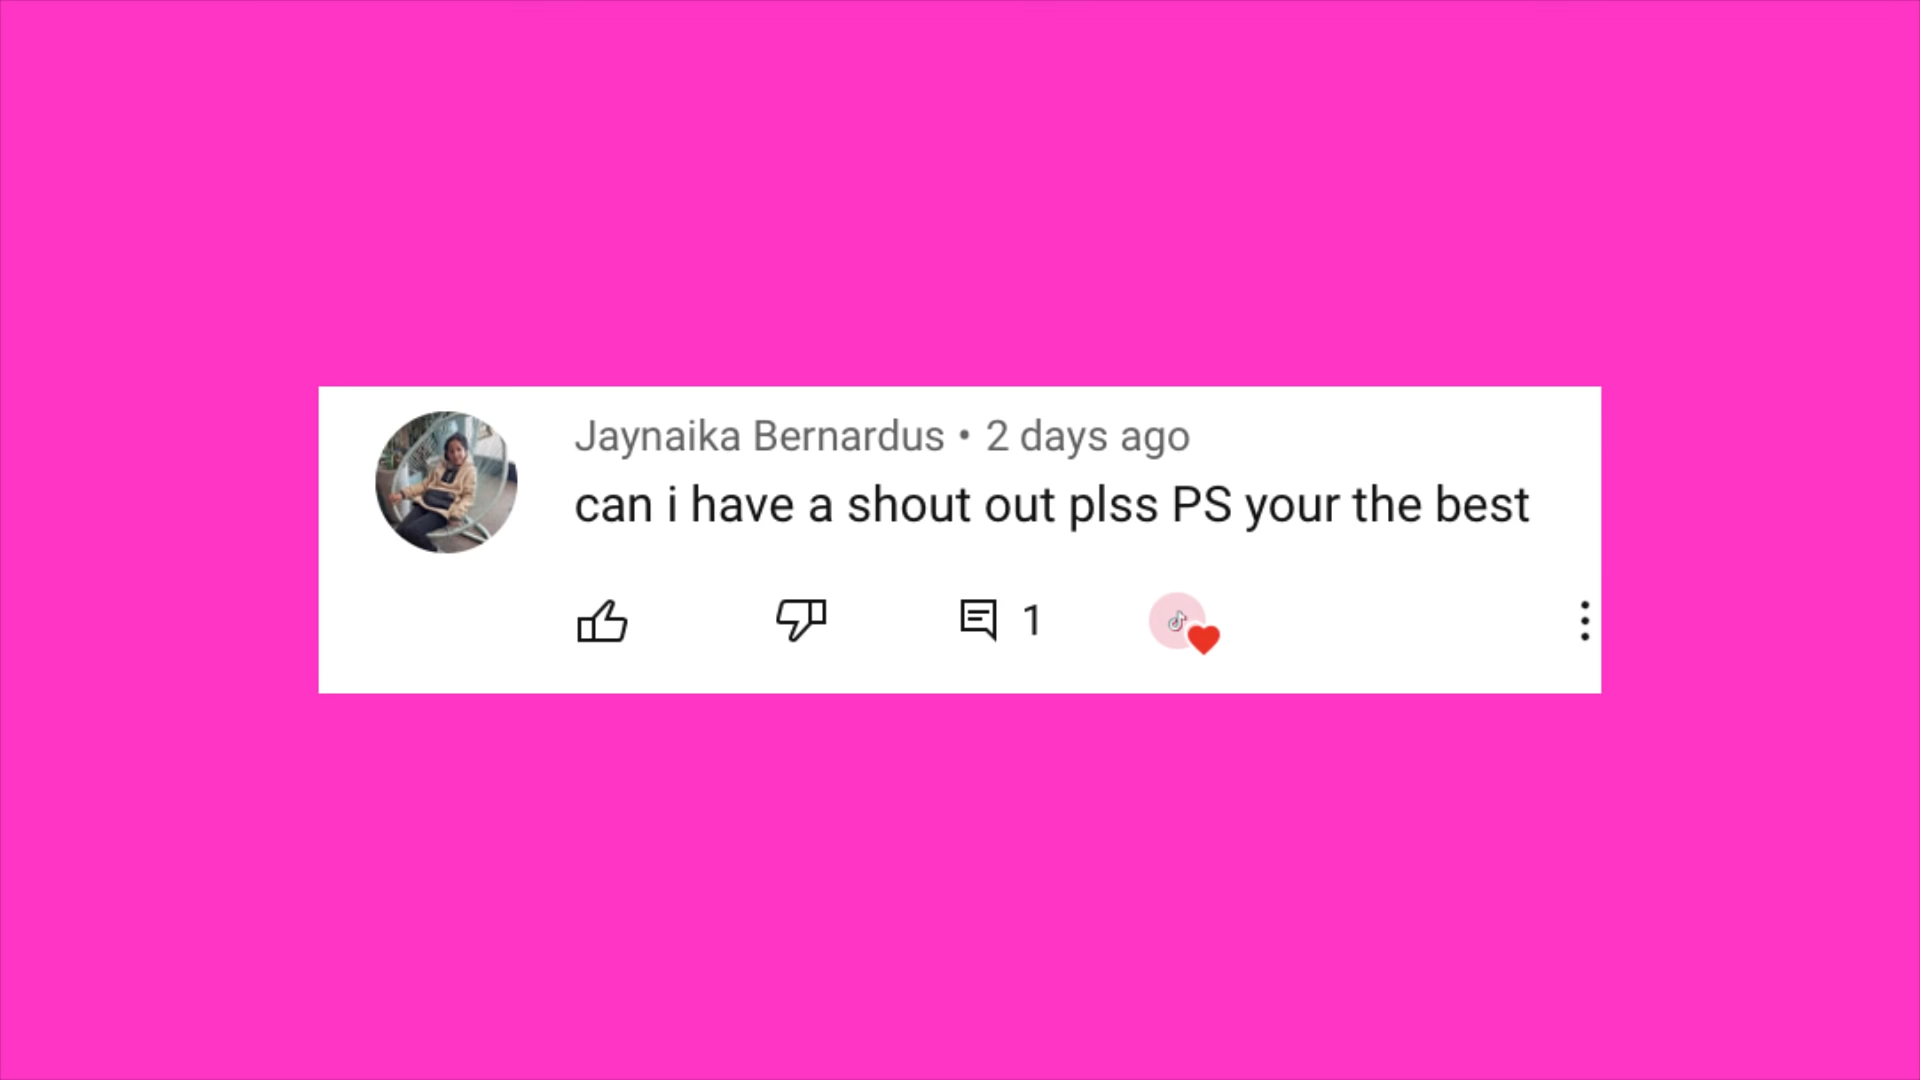 Jaynaika Bernardus • 2 days ago
can i have a shout out plss PS your the best
1